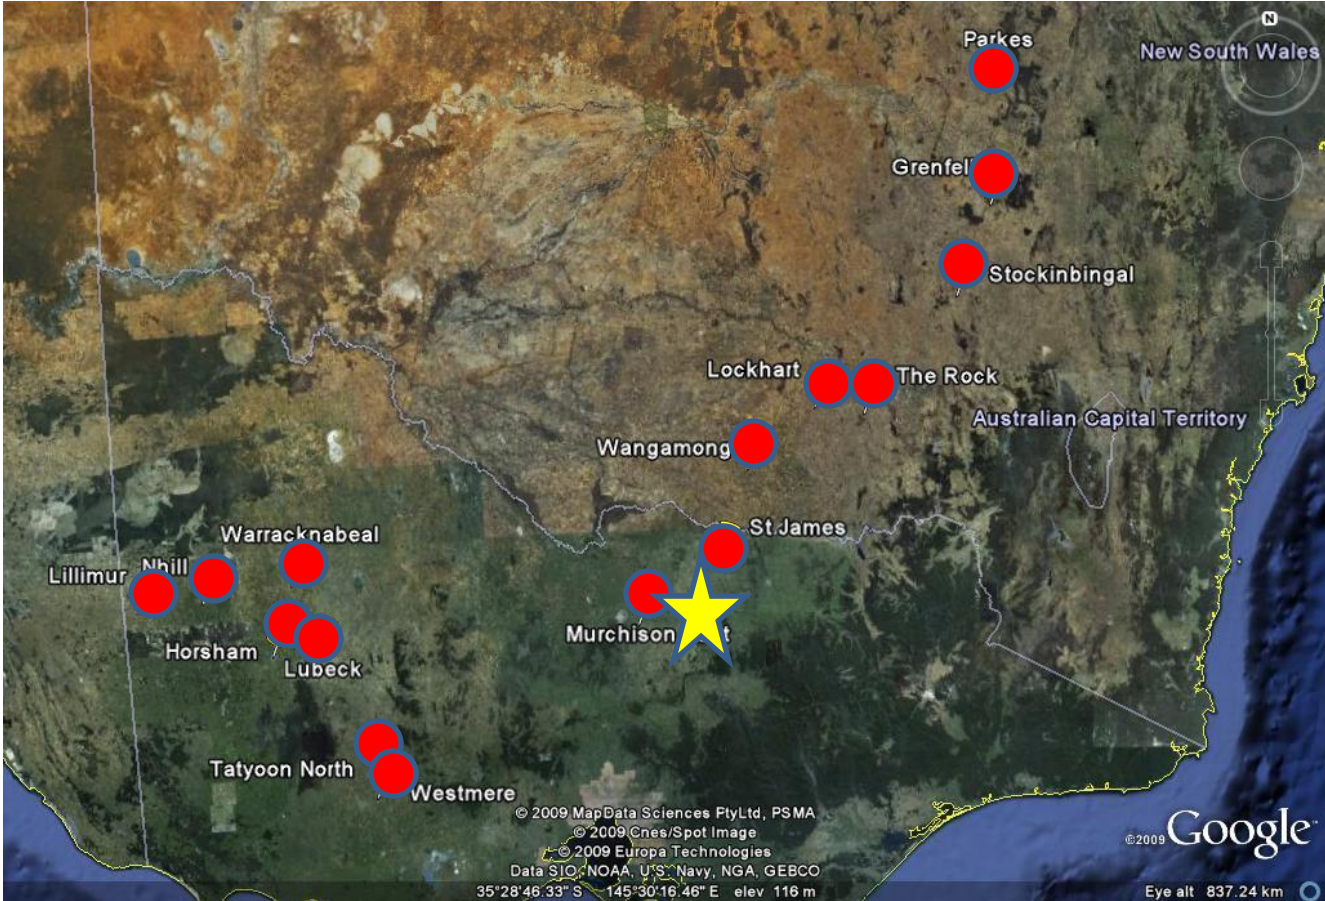 N
Parkes
New South Wales
Grenfell
Stockinbingal
Lockhart
The Rock
Australian Capital Territory
Wangamong
St James
Warracknabeal
Nhill
Lillimur
Murchison
Horsham
Lubeck
Tatyoon North
Westmere
© 2009 MapData Sciences PtyLtd, PSMA
© 2009 Cnes/Spot Image
© 2009 Europa Technologies
Data SIO, NOAA, U.S. Navy, NGA, GEBCO
©2009 Google™
35°28'46.33" S 145°30'16.46" E elev 116 m
Eye alt 837.24 km